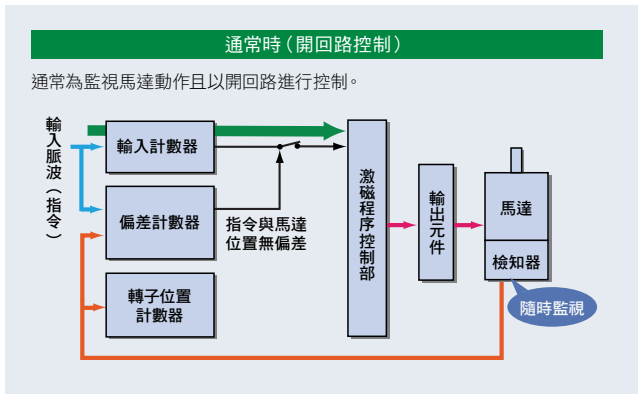 通常時（開回路控制）
通常為監視馬達動作且以開回路進行控制。
輸入脈波（指令）
輸入計數器
偏差計數器
指令與馬達
位置無偏差
轉子位置
計數器
激磁程序控制部
輸出元件
馬達
檢知器
隨時監視